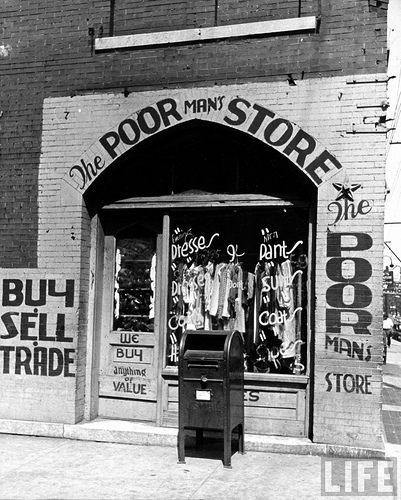 The POOR MAN'S STORE
7
The
POOR
MAN'S
STORE
BUY
SELL
TRADE
WE
BUY
anything
of
VALUE
Dresses
Pants
Suits
Coats
LIFE